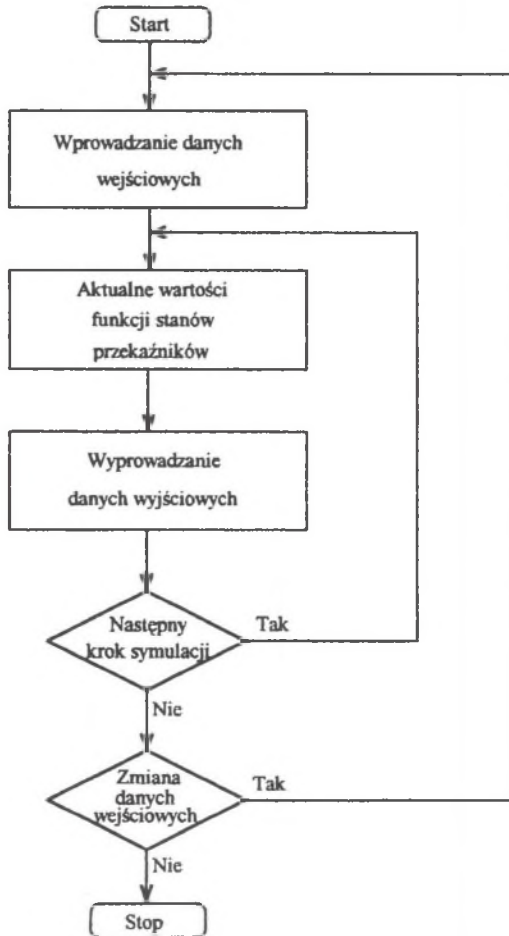 Start
Wprowadzanie danych
wejściowych
Aktualne wartości
funkcji stanów
przekaźników
Wyprowadzanie
danych wyjściowych
Następny
krok symulacji
Tak
Nie
Zmiana
danych
wejściowych
Tak
Nie
Stop